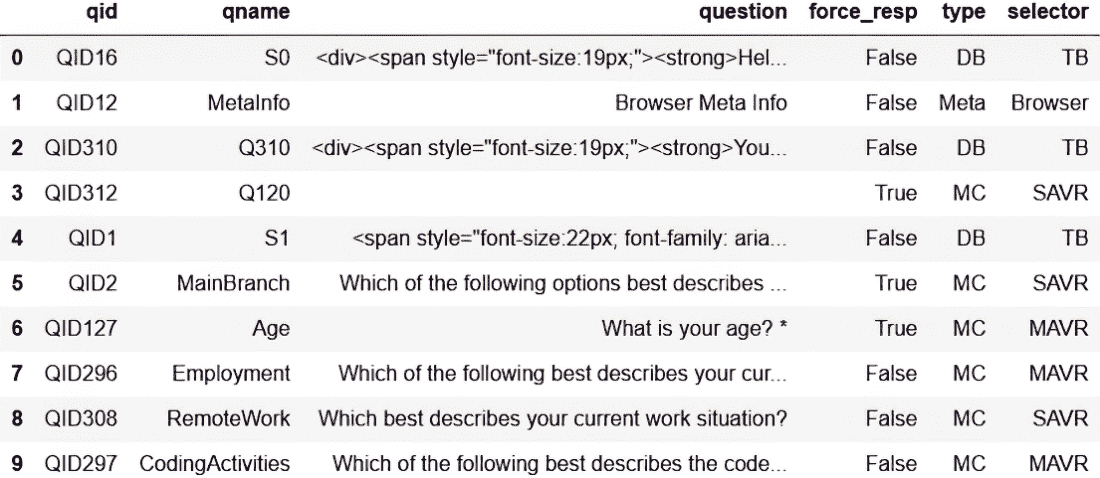 qid qname question force_resp type selector
0 QID16 S0 <div><span style="font-size:19px;"><strong>Hel... False DB TB
1 QID12 MetaInfo Browser Meta Info False Meta Browser
2 QID310 Q310 <div><span style="font-size:19px;"><strong>You... False DB TB
3 QID312 Q120 True MC SAVR
4 QID1 S1 <span style="font-size:22px; font-family: aria... False DB TB
5 QID2 MainBranch Which of the following options best describes ... True MC SAVR
6 QID127 Age What is your age? * True MC MAVR
7 QID296 Employment Which of the following best describes your cur... False MC MAVR
8 QID308 RemoteWork Which best describes your current work situation? False MC SAVR
9 QID297 CodingActivities Which of the following best describes the code... False MC MAVR